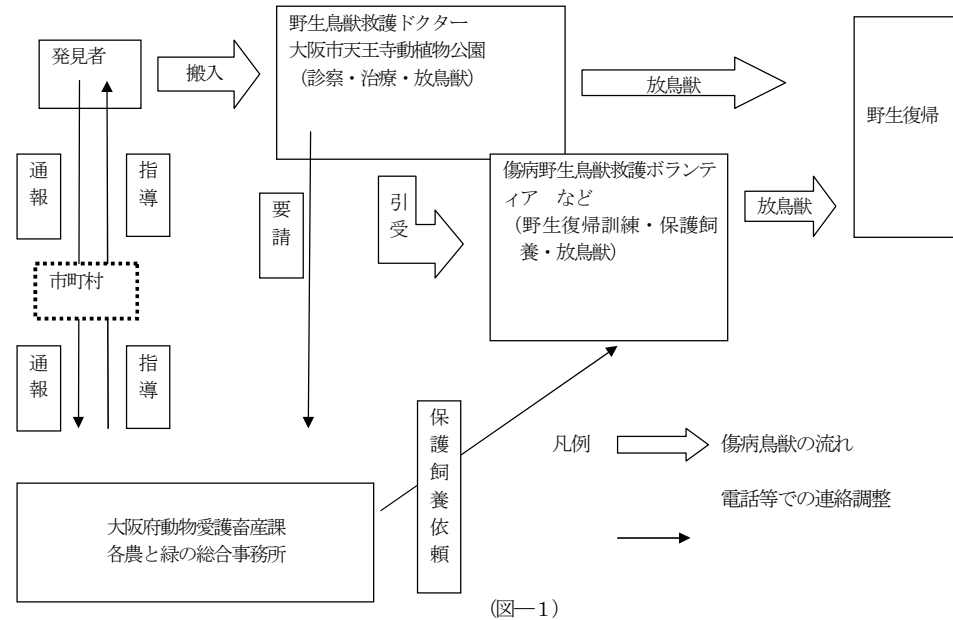 発見者
搬入
野生鳥獣救護ドクター
大阪市天王寺動植物公園
（診察・治療・放鳥獣）
放鳥獣
野生復帰
通報
指導
要請
引受
傷病野生鳥獣救護ボランテ
ィア　など
（野生復帰訓練・保護飼
養・放鳥獣）
放鳥獣
市町村
通報
指導
保護飼養依頼
凡例
傷病鳥獣の流れ
電話等での連絡調整
大阪府動物愛護畜産課
各農と緑の総合事務所
（図―1）